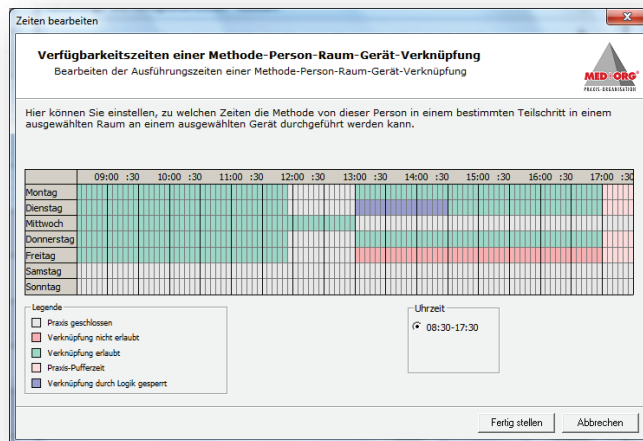 Zeiten bearbeiten
Verfügbarkeitszeiten einer Methode-Person-Raum-Gerät-Verknüpfung
Bearbeiten der Ausführungszeiten einer Methode-Person-Raum-Gerät-Verknüpfung
MED-ORG®
PRAXIS-ORGANISATION
Hier können Sie einstellen, zu welchen Zeiten die Methode von dieser Person in einem bestimmten Teilschritt in einem
ausgewählten Raum an einem ausgewählten Gerät durchgeführt werden kann.
09:00 :30 10:00 :30 11:00 :30 12:00 :30 13:00 :30 14:00 :30 15:00 :30 16:00 :30 17:00 :30
Montag
Dienstag
Mittwoch
Donnerstag
Freitag
Samstag
Sonntag
Legende
Praxis geschlossen
Verknüpfung nicht erlaubt
Verknüpfung erlaubt
Praxis-Pufferzeit
Verknüpfung durch Logik gesperrt
Uhrzeit
08:30-17:30
Fertig stellen
Abbrechen